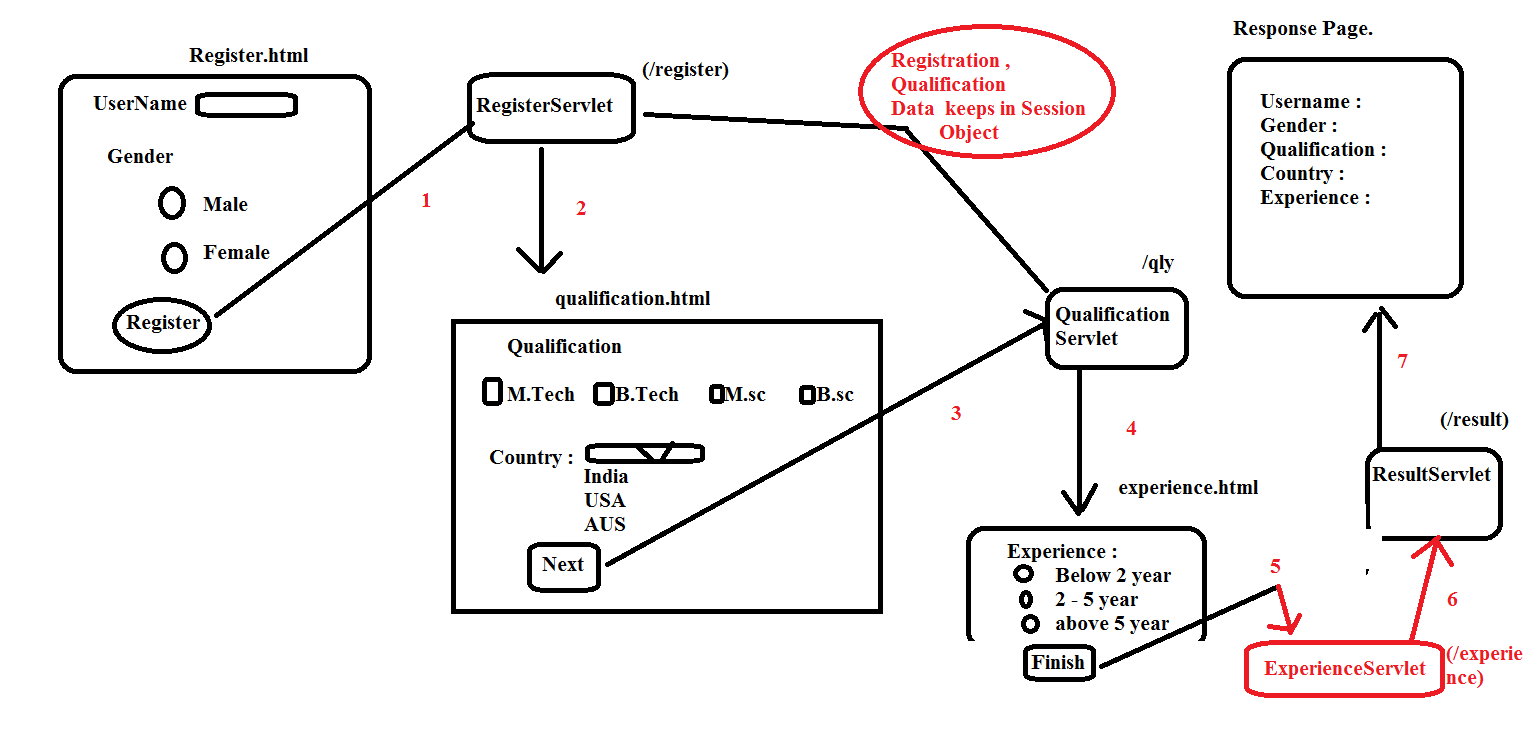 Register.html
UserName
Gender
Male
Female
Register
1
RegisterServlet
(/register)
2
Registration ,
Qualification
Data keeps in Session
Object
qualification.html
Qualification
M.Tech B.Tech M.sc B.sc
Country :
India
USA
AUS
Next
3
/qly
Qualification
Servlet
4
experience.html
Experience :
Below 2 year
2 - 5 year
above 5 year
Finish
5
ExperienceServlet
(/experie
nce)
6
(/result)
ResultServlet
7
Response Page.
Username :
Gender :
Qualification :
Country :
Experience :